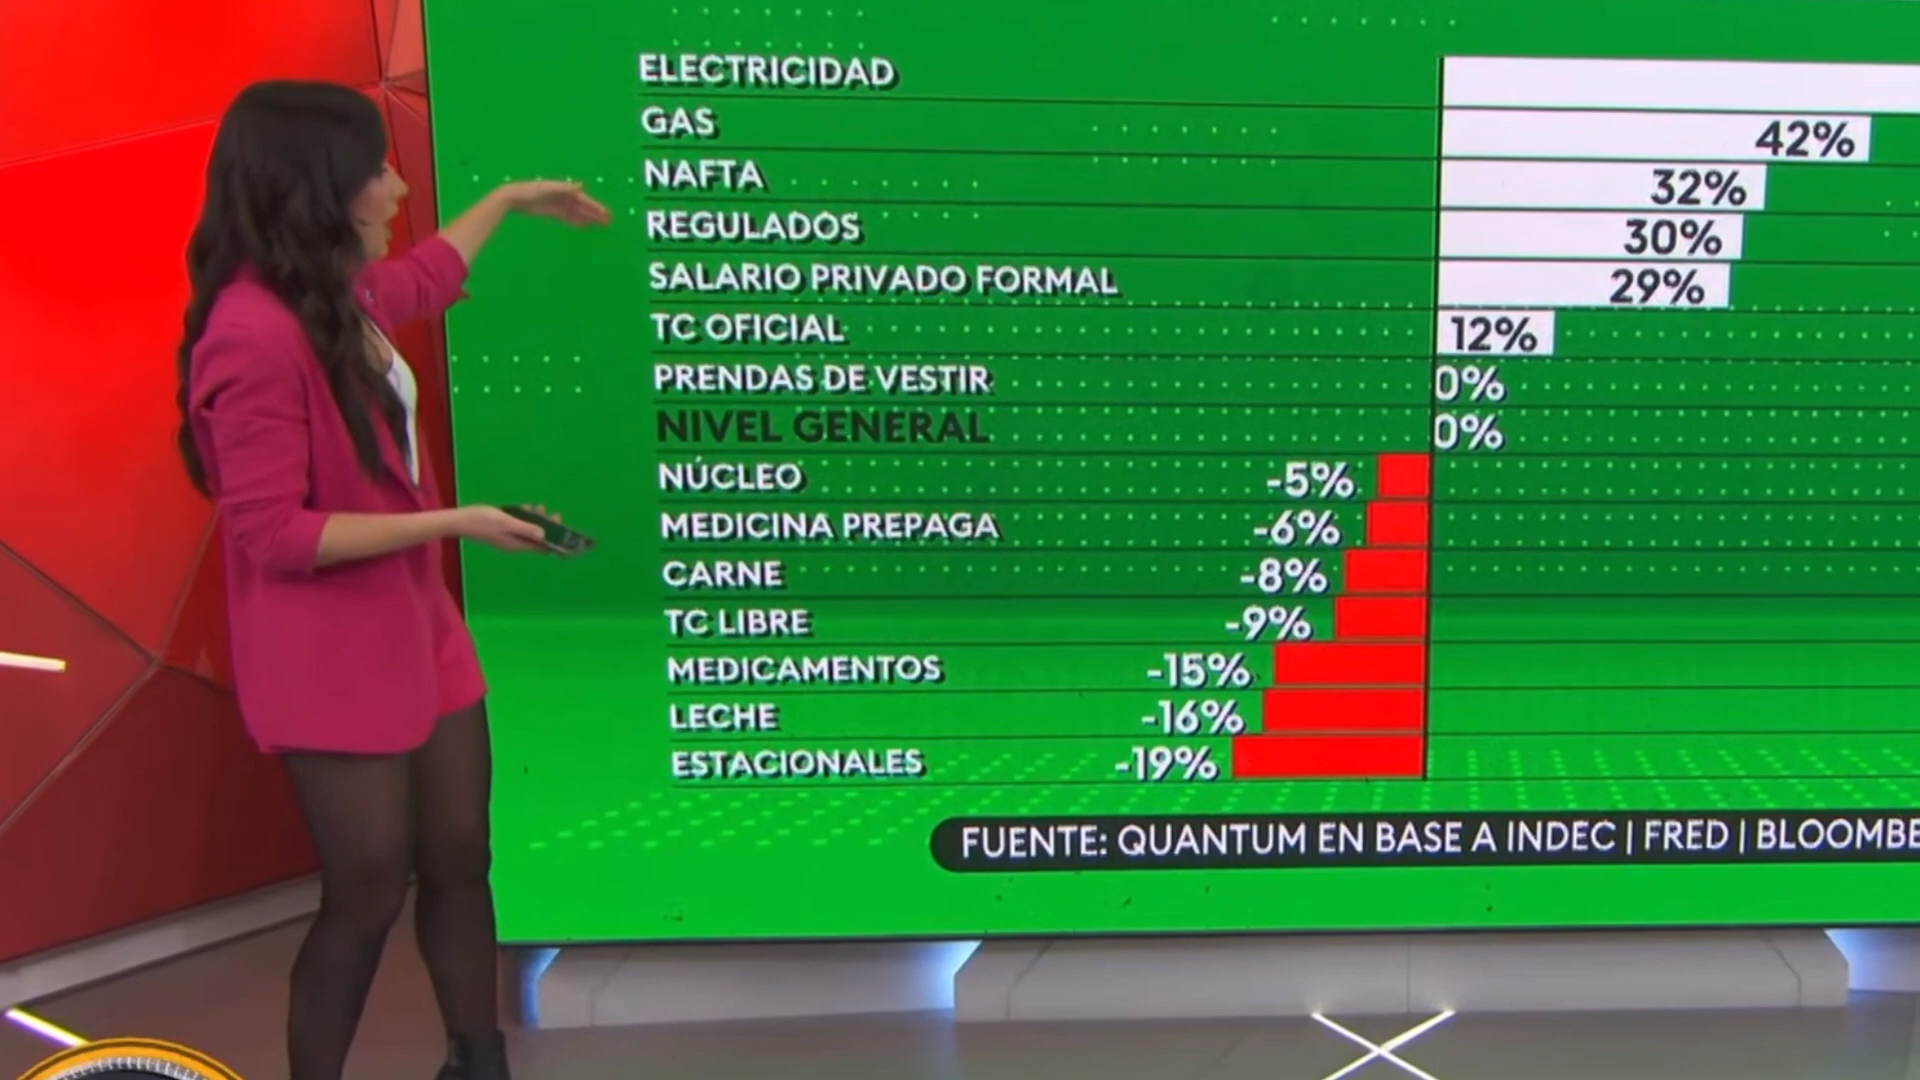 ELECTRICIDAD
GAS 42%
NAFTA 32%
REGULADOS 30%
SALARIO PRIVADO FORMAL 29%
TC OFICIAL 12%
PRENDAS DE VESTIR 0%
NIVEL GENERAL 0%
NÚCLEO -5%
MEDICINA PREPAGA -6%
CARNE -8%
TC LIBRE -9%
MEDICAMENTOS -15%
LECHE -16%
ESTACIONALES -19%
FUENTE: QUANTUM EN BASE A INDEC | FRED | BLOOMBE